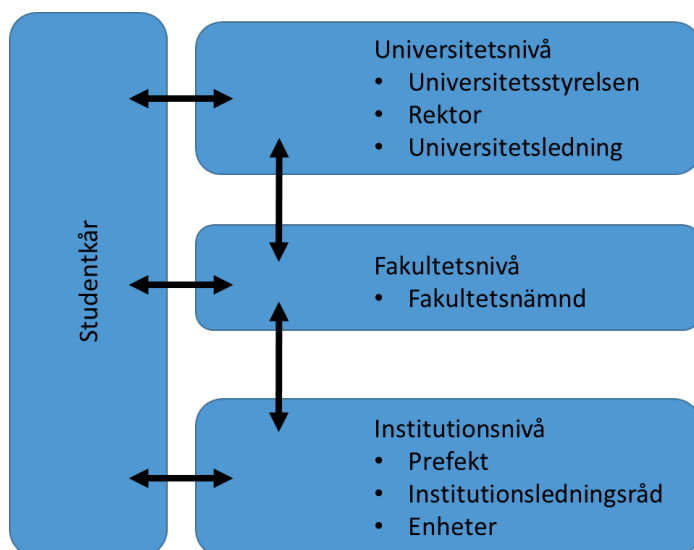 Studentkår
Universitetsnivå
• Universitetsstyrelsen
• Rektor
• Universitetsledning
Fakultetsnivå
• Fakultetsnämnd
Institutionsnivå
• Prefekt
• Institutionsledningsråd
• Enheter